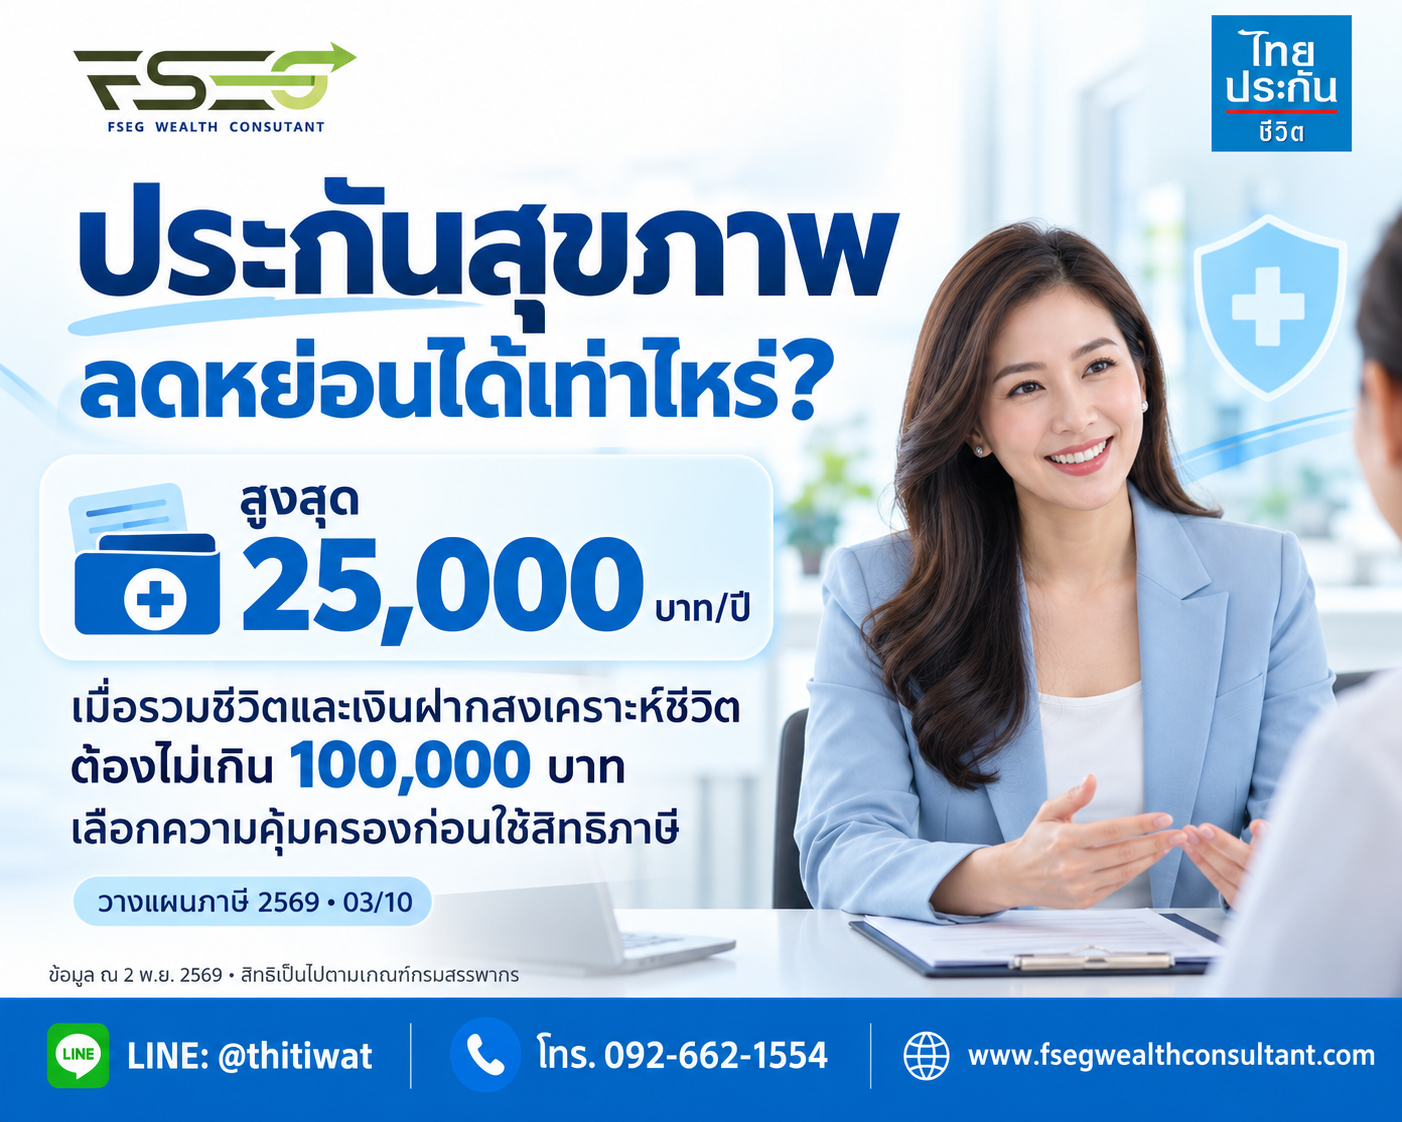 FSEG
FSEG WEALTH CONSUTANT
ไทย
ประกัน
ชีวิต
ประกันสุขภาพ
ลดหย่อนได้เท่าไหร่?
สูงสุด
25,000 บาท/ปี
เมื่อรวมชีวิตและเงินฝากสงเคราะห์ชีวิต
ต้องไม่เกิน 100,000 บาท
เลือกความคุ้มครองก่อนใช้สิทธิภาษี
วางแผนภาษี 2569 • 03/10
ข้อมูล ณ 2 พ.ย. 2569 • สิทธิเป็นไปตามเกณฑ์กรมสรรพากร
LINE
LINE: @thitiwat
โทร. 092-662-1554
www.fsegwealthconsultant.com